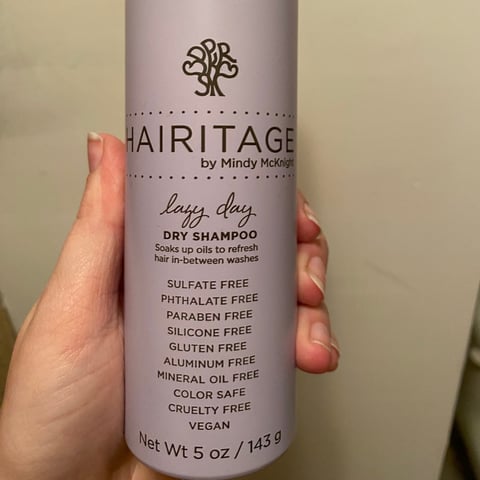 HAIRITAGE
by Mindy McKnight
lazy day
DRY SHAMPOO
Soaks up oils to refresh
hair in-between washes
SULFATE FREE
PHTHALATE FREE
PARABEN FREE
SILICONE FREE
GLUTEN FREE
ALUMINUM FREE
MINERAL OIL FREE
COLOR SAFE
CRUELTY FREE
VEGAN
Net Wt 5 oz / 143 g